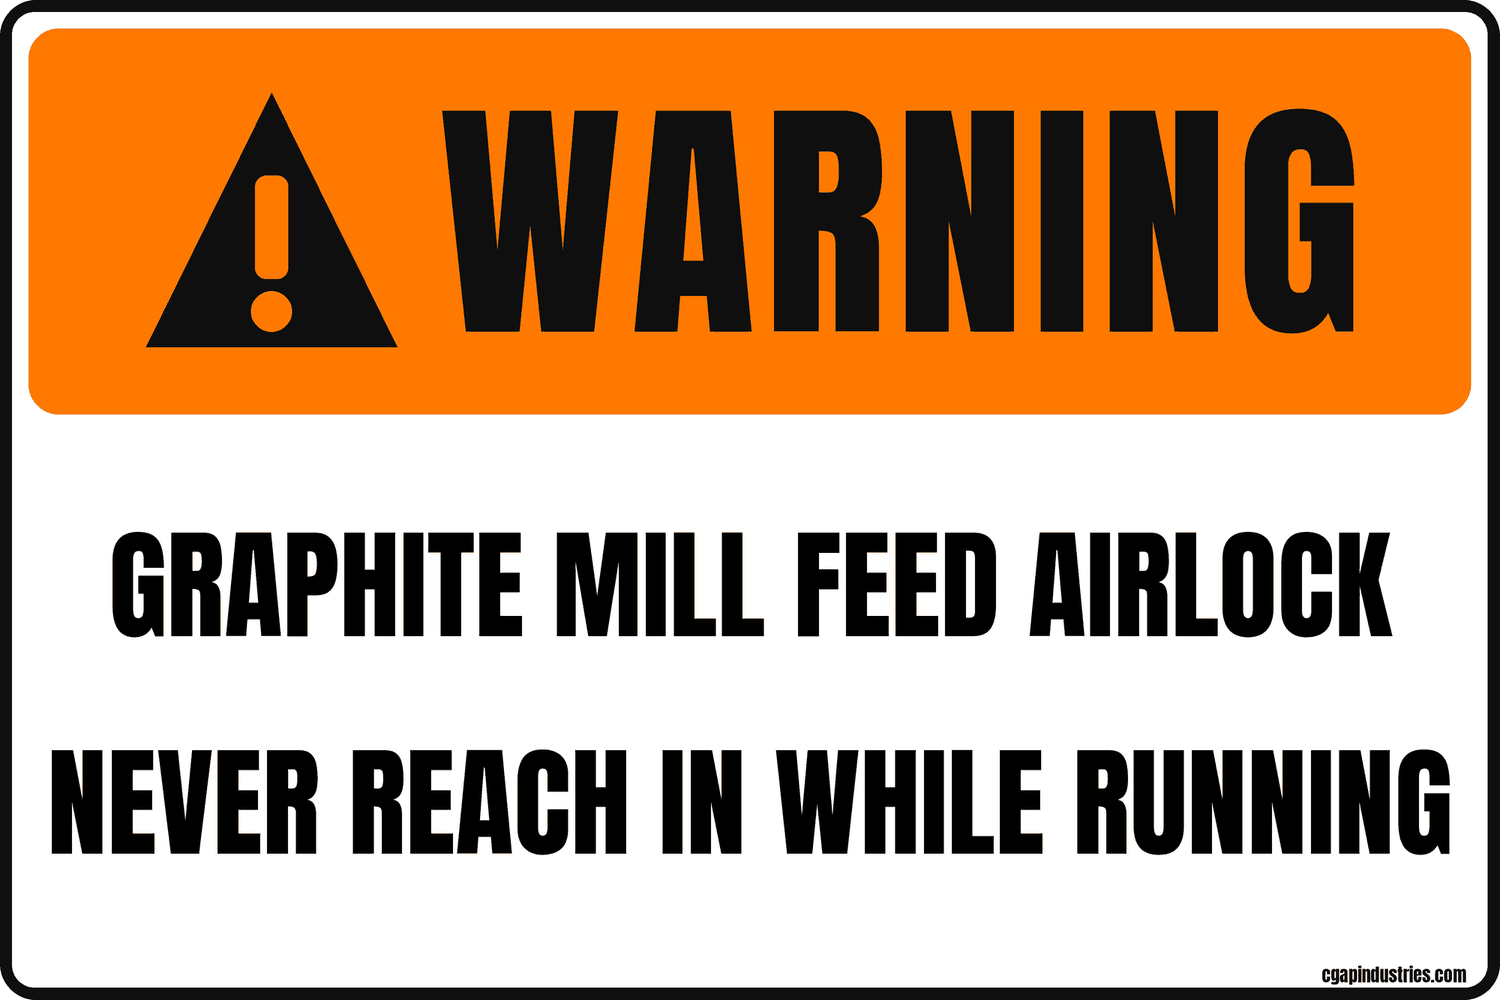 WARNING
GRAPHITE MILL FEED AIRLOCK
NEVER REACH IN WHILE RUNNING
cgapindustries.com